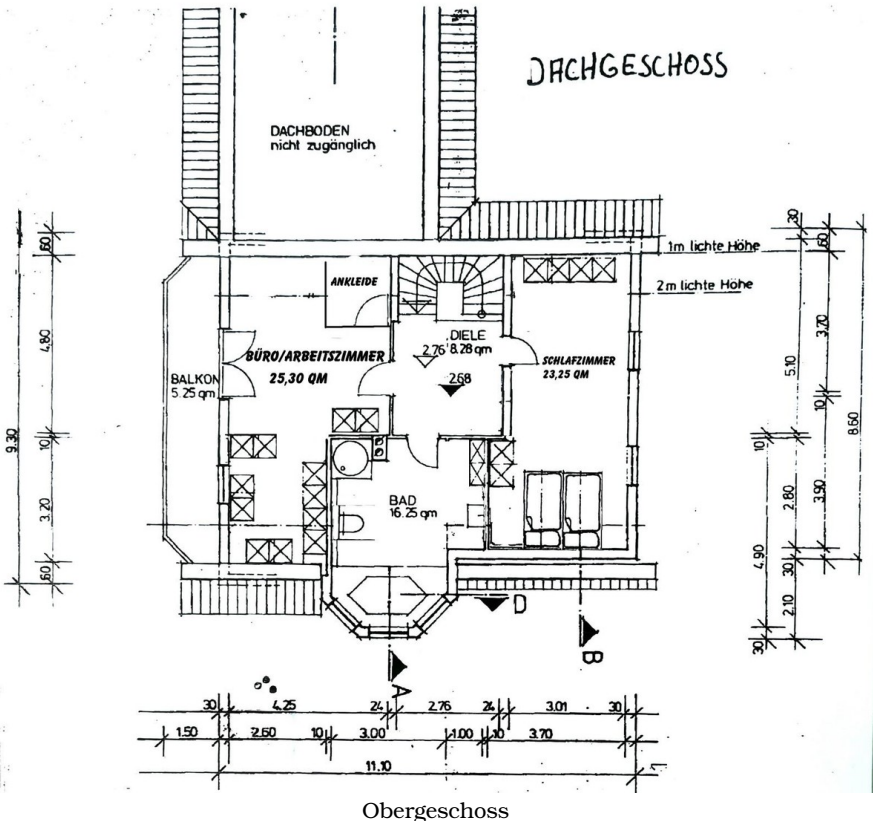 DACHGESCHOSS
DACHBODEN
nicht zugänglich
1m lichte Höhe
2m lichte Höhe
ANKLEIDE
DIELE
8.28 qm
2.76
2.68
BÜRO/ARBEITSZIMMER
25,30 QM
SCHLAFZIMMER
23,25 QM
BALKON
5.25 qm
BAD
16.25 qm
D
B
A
9.30
60
4,80
10
3.20
60
30
60
3,70
5.10
10
8.60
10
2.80
3.90
4.90
30
2.10
30
30
4.25
24
2.76
24
3.01
30
1.50
2.60
10
3.00
1.00
10
3.70
11.10
Obergeschoss